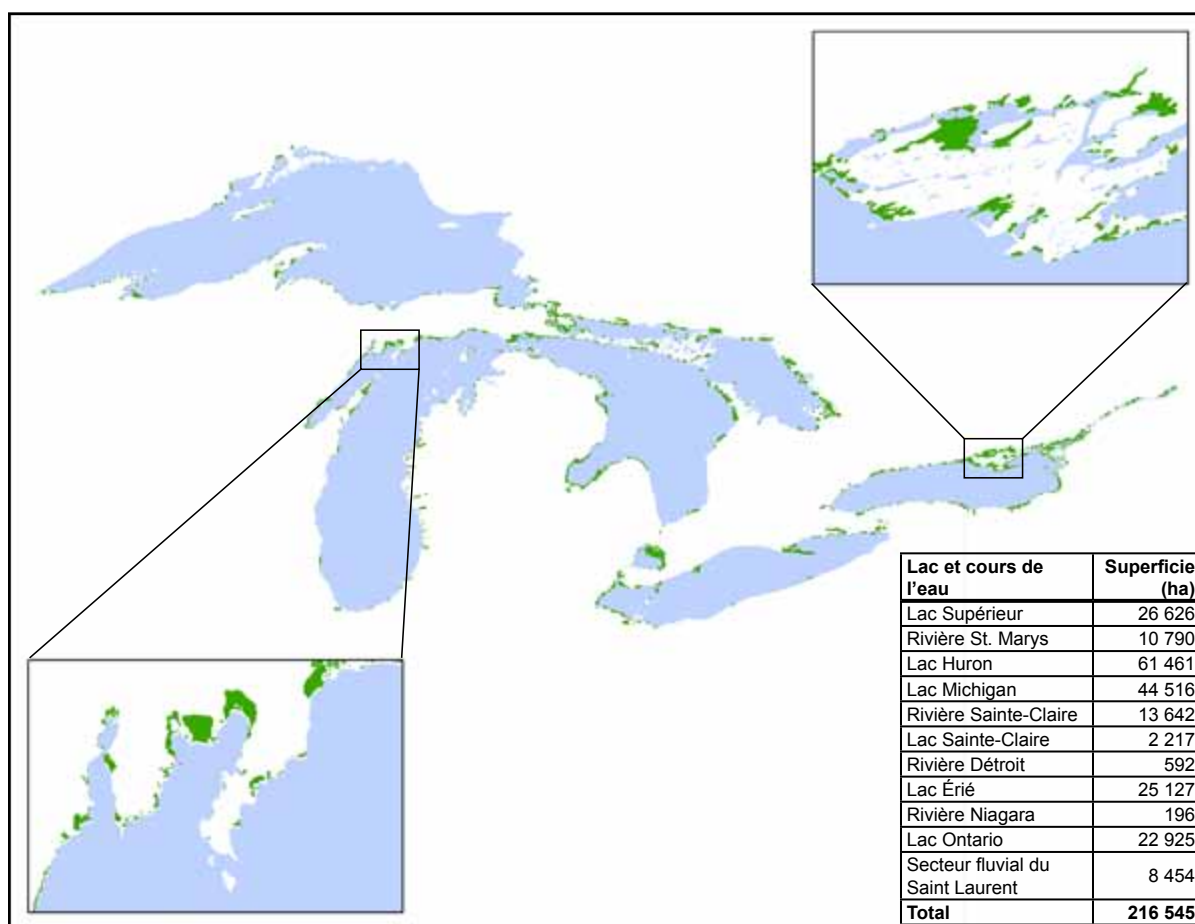 Lac et cours de l'eau Superficie (ha)
Lac Supérieur 26 626
Rivière St. Marys 10 790
Lac Huron 61 461
Lac Michigan 44 516
Rivière Sainte-Claire 13 642
Lac Sainte-Claire 2 217
Rivière Détroit 592
Lac Érié 25 127
Rivière Niagara 196
Lac Ontario 22 925
Secteur fluvial du
Saint Laurent 8 454
Total 216 545